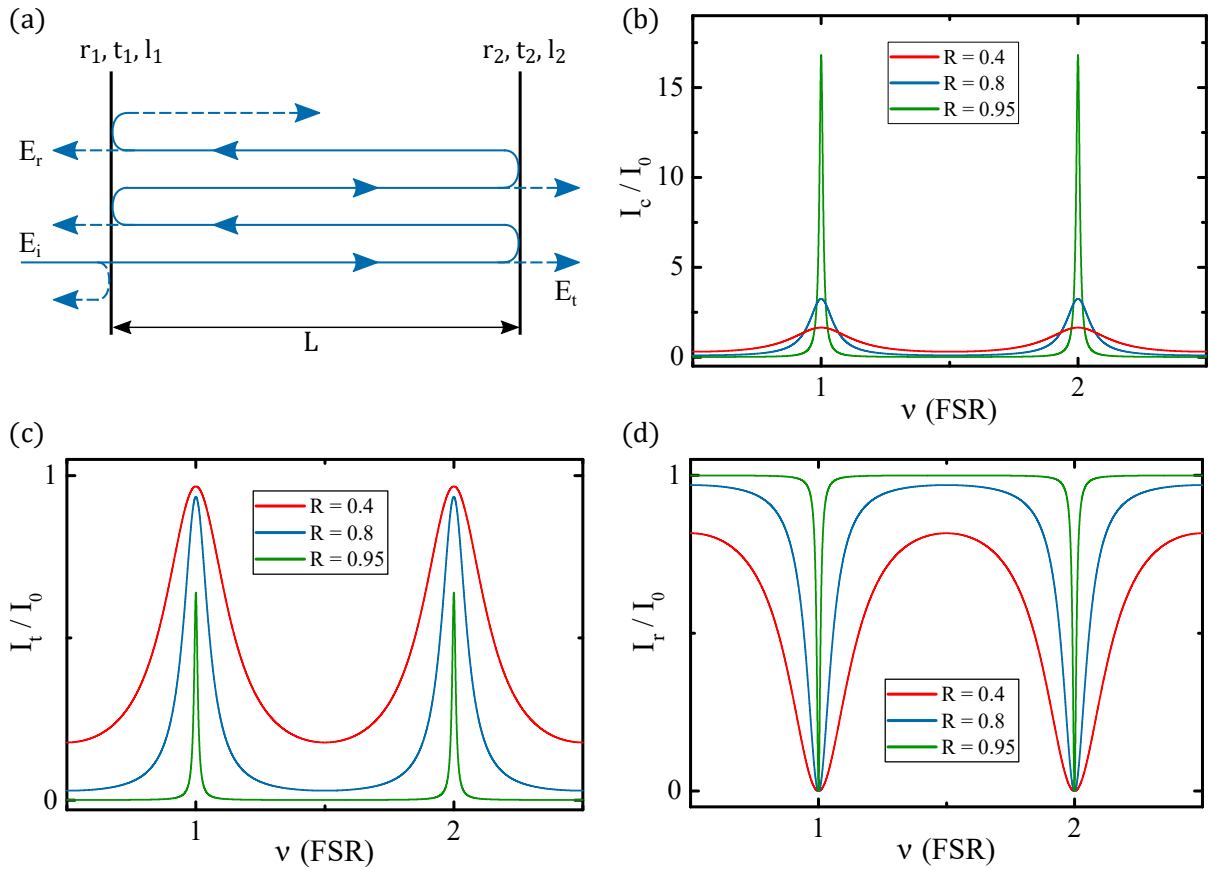 (a)
r1, t1, l1
r2, t2, l2
Er
Ei
Et
L
(b)
Ic / I0
15
10
5
0
R = 0.4
R = 0.8
R = 0.95
1
2
ν (FSR)
(c)
It / I0
1
0
R = 0.4
R = 0.8
R = 0.95
1
2
ν (FSR)
(d)
Ir / I0
1
0
R = 0.4
R = 0.8
R = 0.95
1
2
ν (FSR)